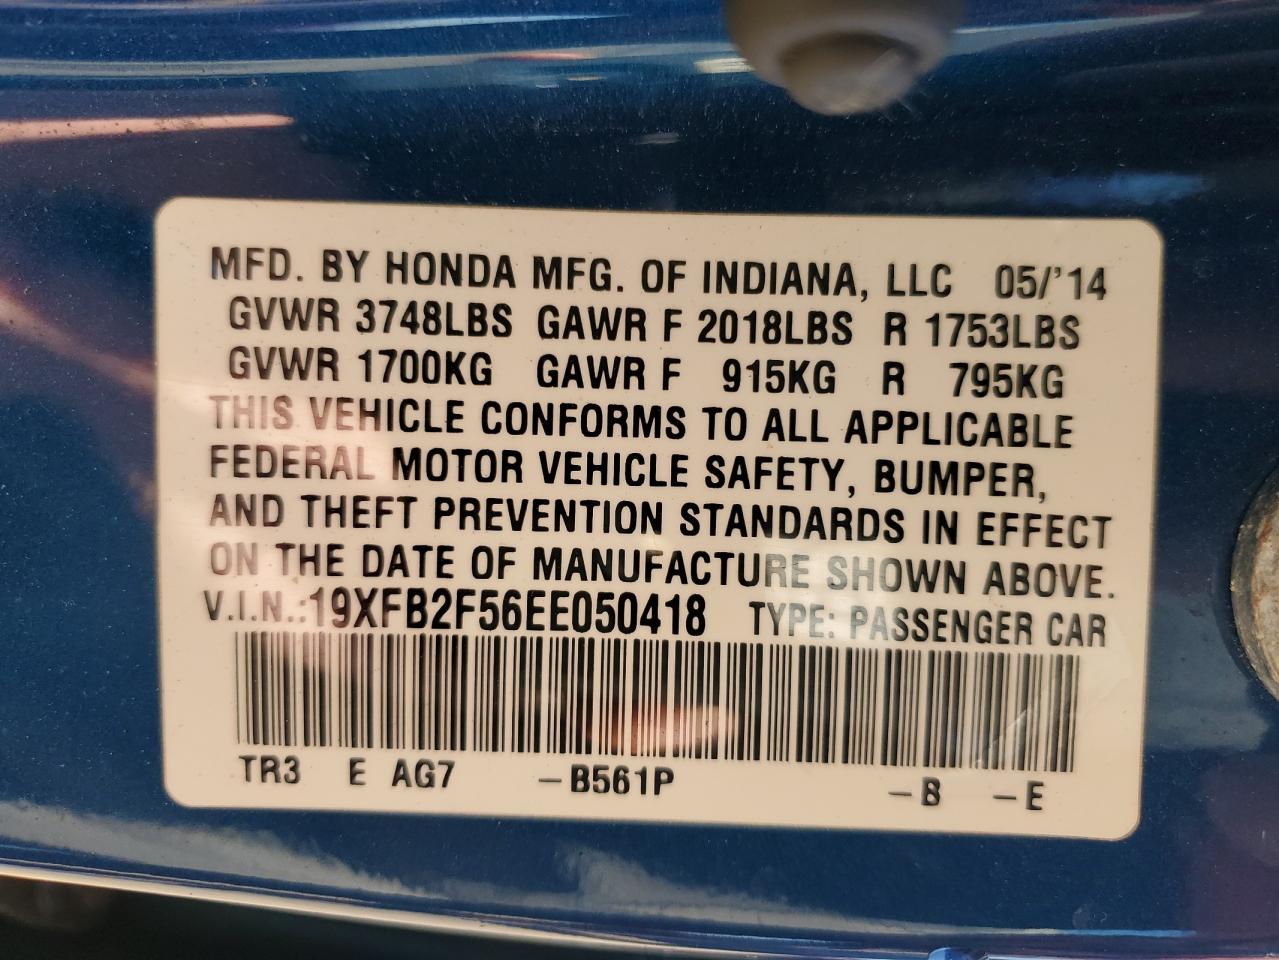 MFD. BY HONDA MFG. OF INDIANA, LLC 05/'14
GVWR 3748LBS GAWR F 2018LBS R 1753LBS
GVWR 1700KG GAWR F 915KG R 795KG
THIS VEHICLE CONFORMS TO ALL APPLICABLE
FEDERAL MOTOR VEHICLE SAFETY, BUMPER,
AND THEFT PREVENTION STANDARDS IN EFFECT
ON THE DATE OF MANUFACTURE SHOWN ABOVE.
V.I.N.:19XFB2F56EE050418 TYPE: PASSENGER CAR
TR3 E AG7 -B561P -B -E